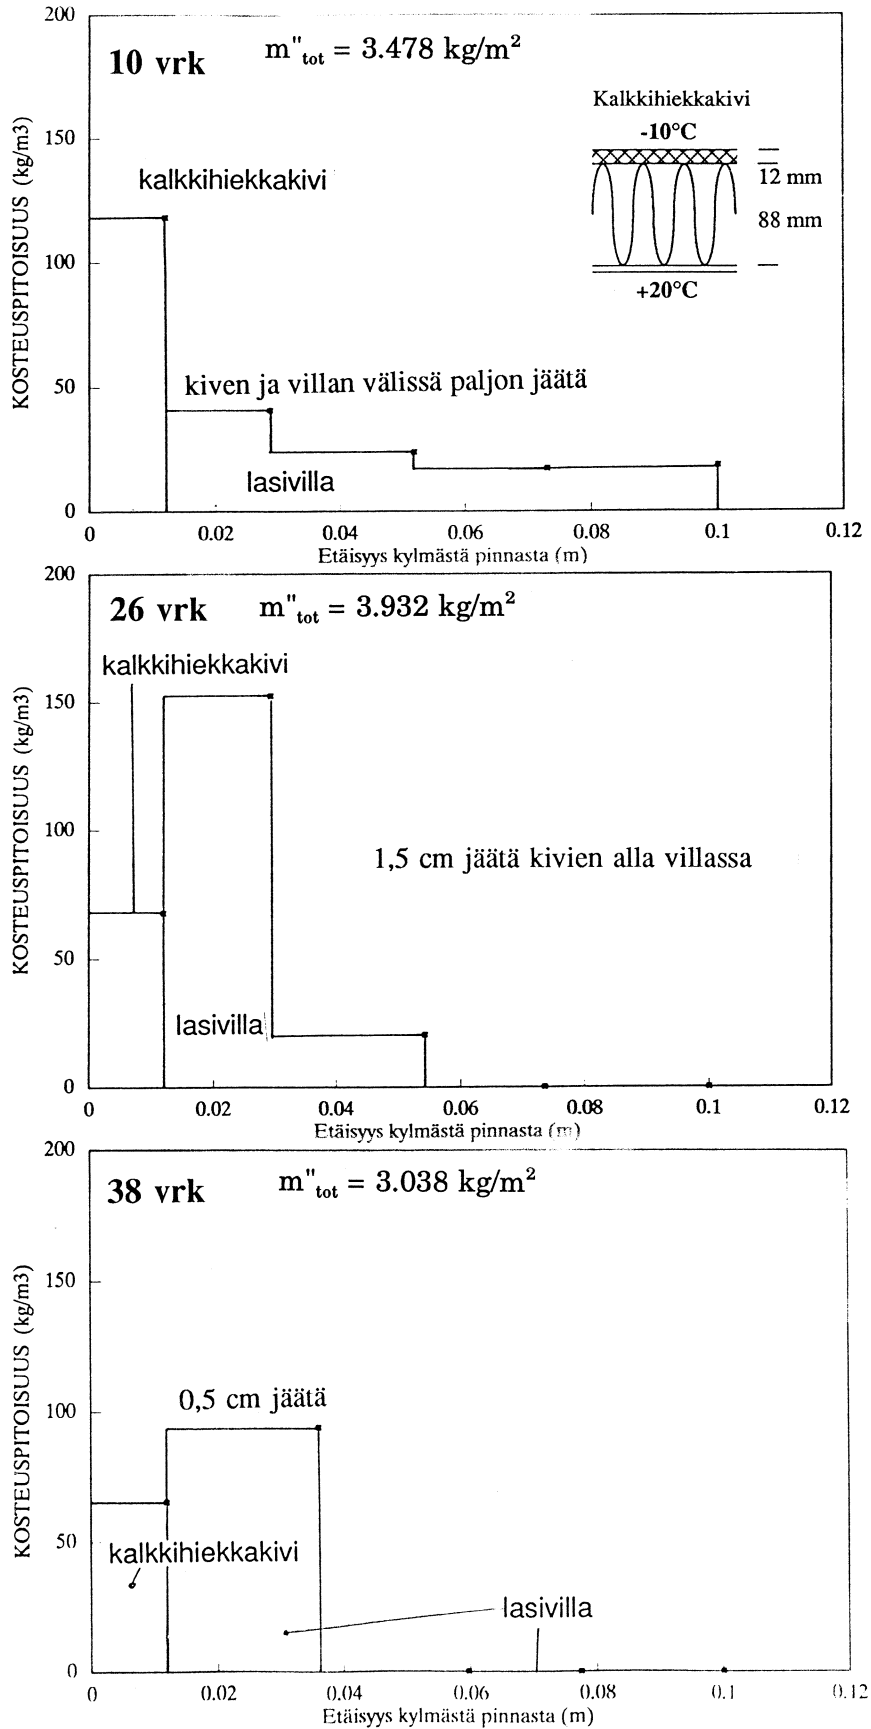 200
10 vrk
m"tot = 3.478 kg/m²
Kalkkihiekkakivi
-10°C
12 mm
88 mm
+20°C
KOSTEUSPITOISUUS (kg/m3)
150
kalkkihiekkakivi
100
kiven ja villan välissä paljon jäätä
50
lasivilla
0
0 0.02 0.04 0.06 0.08 0.1 0.12
Etäisyys kylmästä pinnasta (m)
200
26 vrk
m"tot = 3.932 kg/m²
kalkkihiekkakivi
KOSTEUSPITOISUUS (kg/m3)
150
100
1,5 cm jäätä kivien alla villassa
50
lasivilla
0
0 0.02 0.04 0.06 0.08 0.1 0.12
Etäisyys kylmästä pinnasta (m)
200
38 vrk
m"tot = 3.038 kg/m²
KOSTEUSPITOISUUS (kg/m3)
150
0,5 cm jäätä
100
50
kalkkihiekkakivi
lasivilla
0
0 0.02 0.04 0.06 0.08 0.1 0.12
Etäisyys kylmästä pinnasta (m)